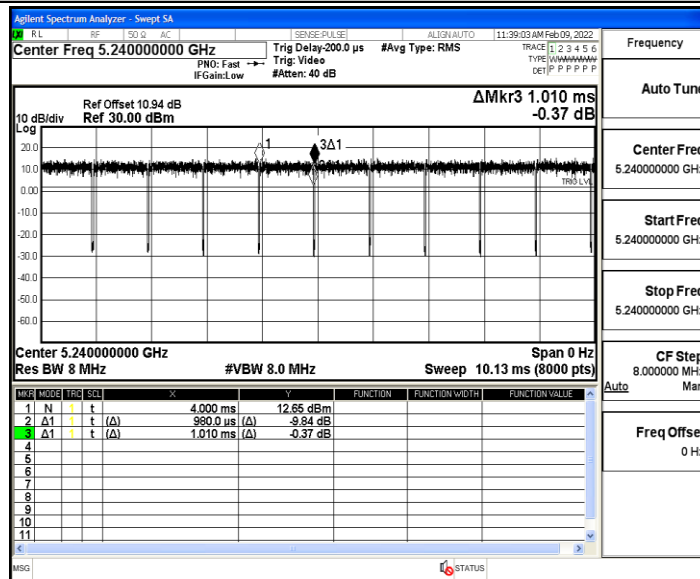 Agilent Spectrum Analyzer - Swept SA
RL RF 50 Ω AC SENSE:PULSE ALIGN AUTO 11:39:03 AM Feb 09, 2022
Center Freq 5.240000000 GHz
PNO: Fast
IFGain:Low
Trig Delay-200.0 µs
Trig: Video
#Atten: 40 dB
#Avg Type: RMS
TRACE 1 2 3 4 5 6
TYPE
DET P P P P P P
Frequency
ΔMkr3 1.010 ms
-0.37 dB
Ref Offset 10.94 dB
10 dB/div Ref 30.00 dBm
Log
20.0
10.0
0.00
-10.0
-20.0
-30.0
-40.0
-50.0
-60.0
1
3Δ1
TRIG LVL
Center 5.240000000 GHz Span 0 Hz
Res BW 8 MHz #VBW 8.0 MHz Sweep 10.13 ms (8000 pts)
MKR MODE TRC SCL X Y FUNCTION FUNCTION WIDTH FUNCTION VALUE
1 N 1 t 4.000 ms 12.65 dBm
2 Δ1 1 t (Δ) 980.0 µs (Δ) -9.84 dB
3 Δ1 1 t (Δ) 1.010 ms (Δ) -0.37 dB
4
5
6
7
8
9
10
11
MSG STATUS
Auto Tun
Center Fre
5.240000000 GH
Start Fre
5.240000000 GH
Stop Fre
5.240000000 GH
CF Step
8.000000 MH
Auto Man
Freq Offse
0 H